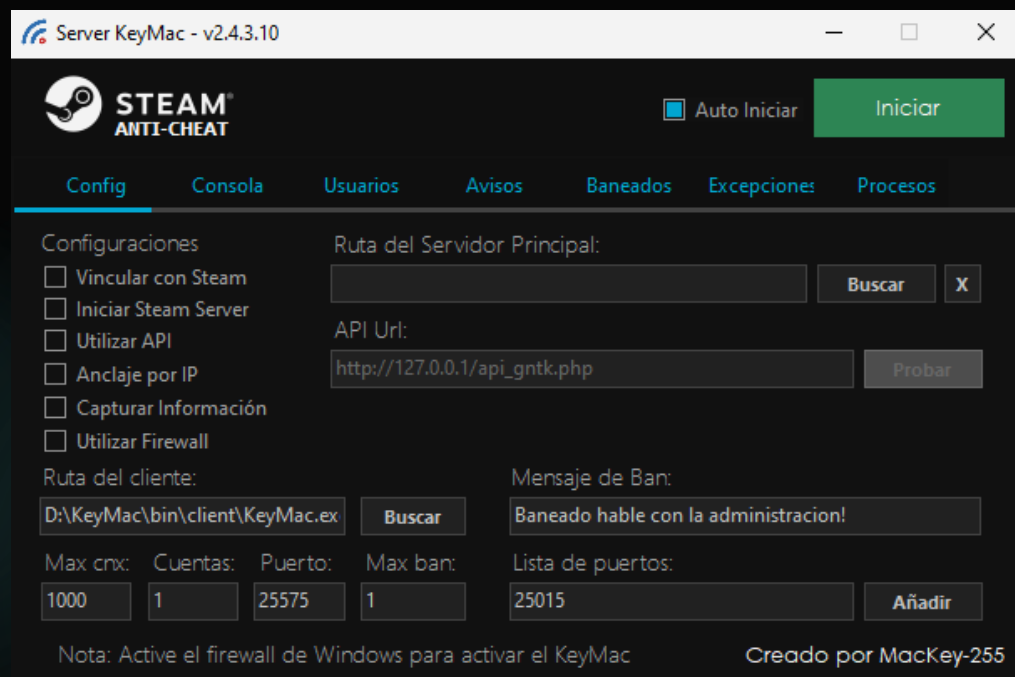 Server KeyMac - v2.4.3.10
STEAM®
ANTI-CHEAT
Auto Iniciar
Iniciar
Config Consola Usuarios Avisos Baneados Excepciones Procesos
Configuraciones
Vincular con Steam
Iniciar Steam Server
Utilizar API
Anclaje por IP
Capturar Información
Utilizar Firewall
Ruta del Servidor Principal:
Buscar X
API Url:
http://127.0.0.1/api_gntk.php Probar
Ruta del cliente:
D:\KeyMac\bin\client\KeyMac.ex Buscar
Mensaje de Ban:
Baneado hable con la administracion!
Max cnx: Cuentas: Puerto: Max ban:
1000 1 25575 1
Lista de puertos:
25015 Añadir
Nota: Active el firewall de Windows para activar el KeyMac
Creado por MacKey-255